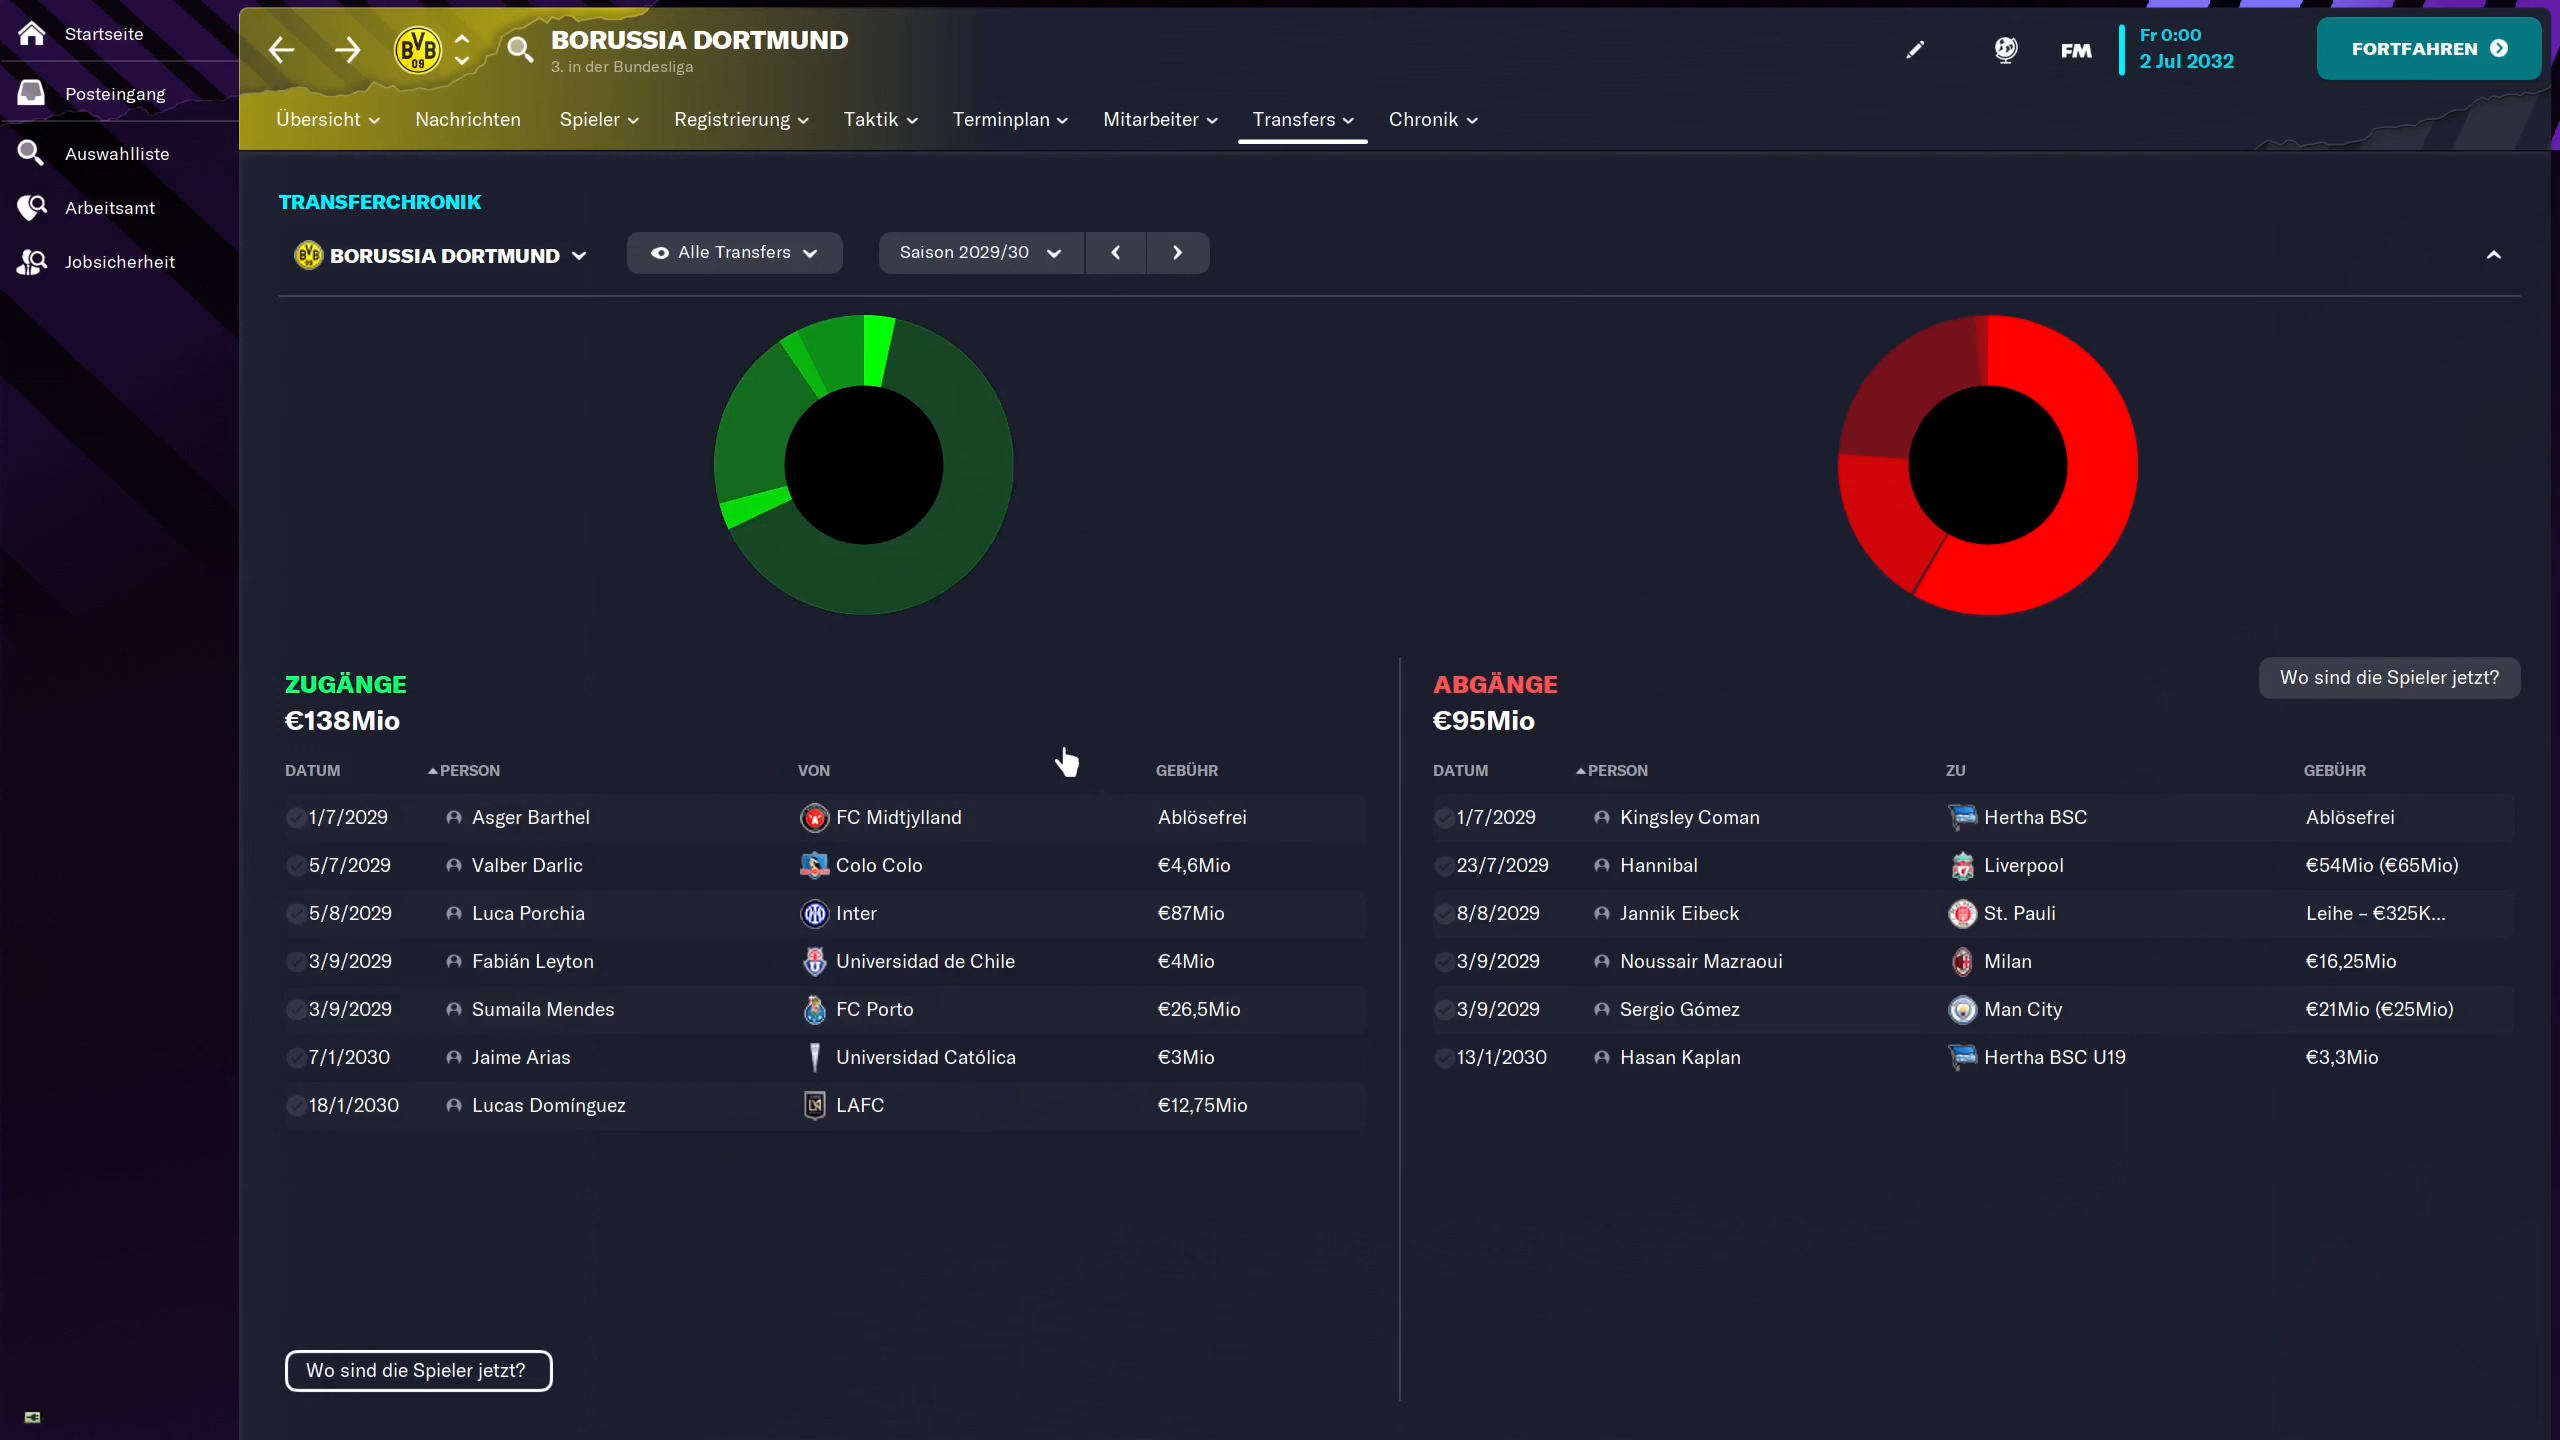 Startseite
Posteingang
Auswahlliste
Arbeitsamt
Jobsicherheit
BVB 09
BORUSSIA DORTMUND
3. in der Bundesliga
FM
Fr 0:00
2 Jul 2032
FORTFAHREN
Übersicht Nachrichten Spieler Registrierung Taktik Terminplan Mitarbeiter Transfers Chronik
TRANSFERCHRONIK
BORUSSIA DORTMUND Alle Transfers Saison 2029/30
ZUGÄNGE
€138Mio
DATUM PERSON VON GEBÜHR
1/7/2029 Asger Barthel FC Midtjylland Ablösefrei
5/7/2029 Valber Darlic Colo Colo €4,6Mio
5/8/2029 Luca Porchia Inter €87Mio
3/9/2029 Fabián Leyton Universidad de Chile €4Mio
3/9/2029 Sumaila Mendes FC Porto €26,5Mio
7/1/2030 Jaime Arias Universidad Católica €3Mio
18/1/2030 Lucas Domínguez LAFC €12,75Mio
Wo sind die Spieler jetzt?
ABGÄNGE
€95Mio
Wo sind die Spieler jetzt?
DATUM PERSON ZU GEBÜHR
1/7/2029 Kingsley Coman Hertha BSC Ablösefrei
23/7/2029 Hannibal Liverpool €54Mio (€65Mio)
8/8/2029 Jannik Eibeck St. Pauli Leihe – €325K...
3/9/2029 Noussair Mazraoui Milan €16,25Mio
3/9/2029 Sergio Gómez Man City €21Mio (€25Mio)
13/1/2030 Hasan Kaplan Hertha BSC U19 €3,3Mio